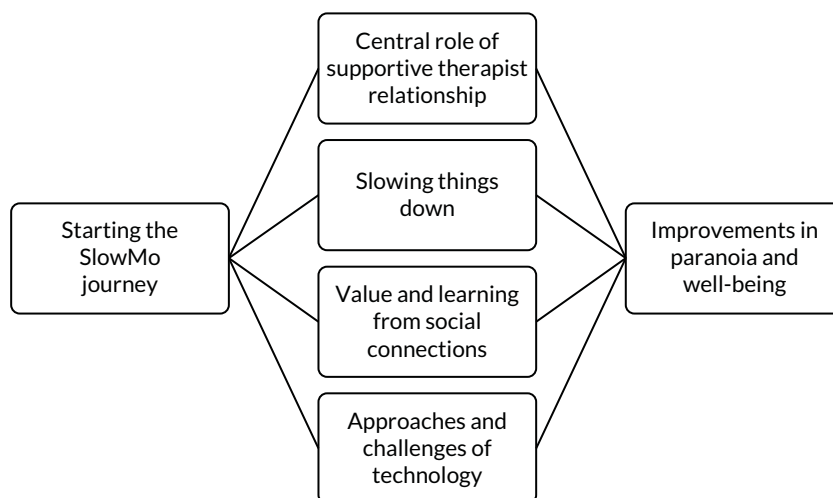 Central role of
supportive therapist
relationship
Slowing things
down
Starting the
SlowMo
journey
Improvements in
paranoia and
well-being
Value and learning
from social
connections
Approaches and
challenges of
technology